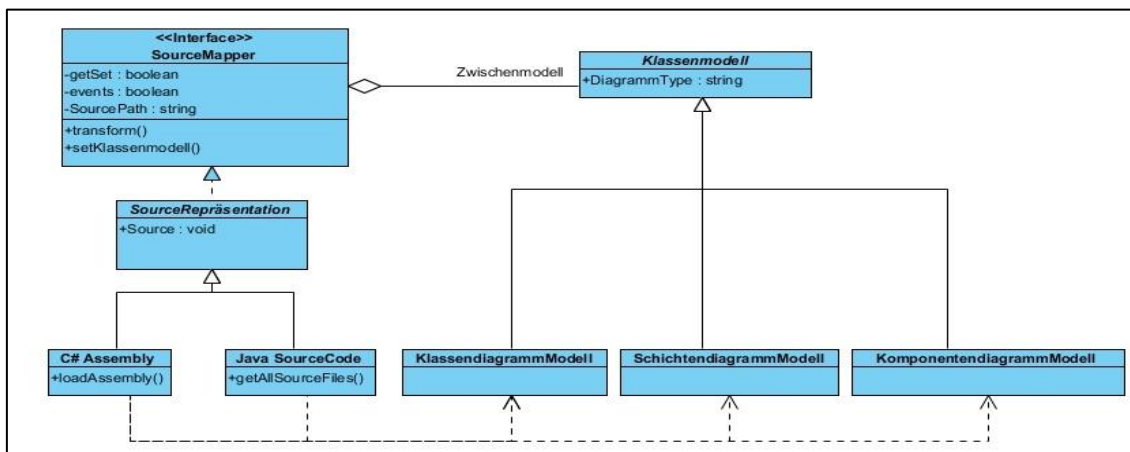 <<Interface>>
SourceMapper
-getSet : boolean
-events : boolean
-SourcePath : string
+transform()
+setKlassenmodell()
Zwischenmodell
Klassenmodell
+DiagrammType : string
SourceRepräsentation
+Source : void
C# Assembly
+loadAssembly()
Java SourceCode
+getAllSourceFiles()
KlassendiagrammModell
SchichtendiagrammModell
KomponentendiagrammModell